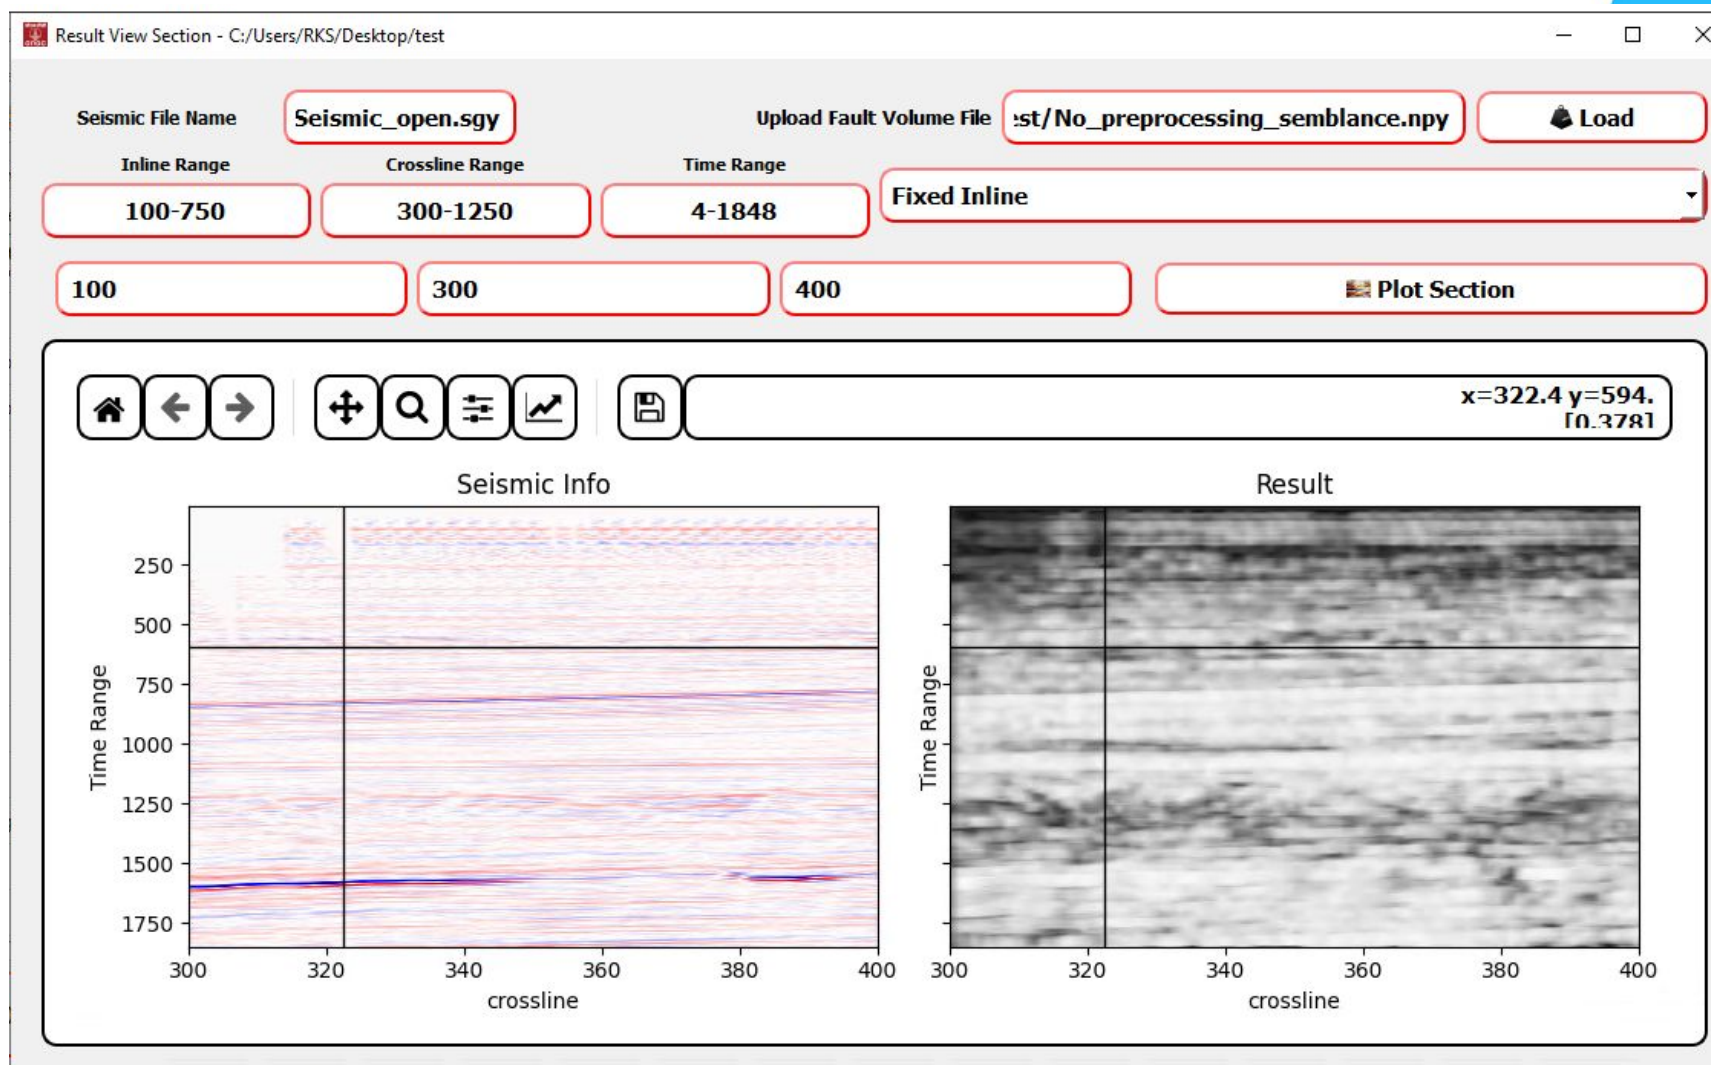 Result View Section - C:/Users/RKS/Desktop/test
Seismic File Name
Seismic_open.sgy
Upload Fault Volume File
st/No_preprocessing_semblance.npy
Load
Inline Range
Crossline Range
Time Range
100-750
300-1250
4-1848
Fixed Inline
100
300
400
Plot Section
x=322.4 y=594.
[0.378]
Seismic Info
Result
250
500
750
1000
1250
1500
1750
Time Range
300
320
340
360
380
400
crossline
Time Range
300
320
340
360
380
400
crossline